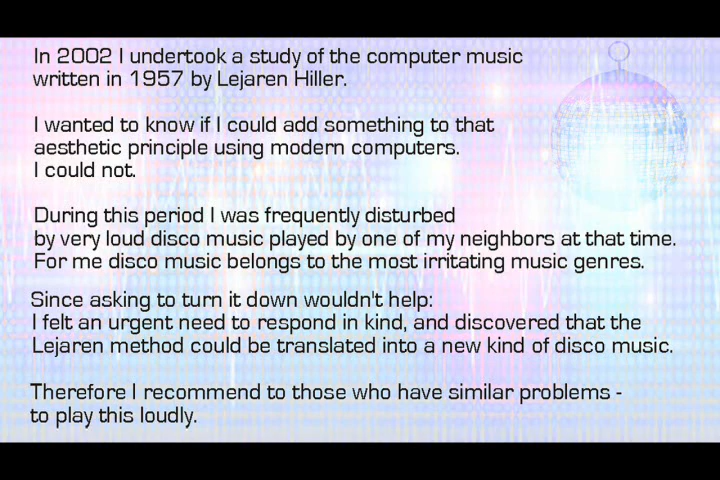 In 2002 I undertook a study of the computer music
written in 1957 by Lejaren Hiller.
I wanted to know if I could add something to that
aesthetic principle using modern computers.
I could not.
During this period I was frequently disturbed
by very loud disco music played by one of my neighbors at that time.
For me disco music belongs to the most irritating music genres.
Since asking to turn it down wouldn't help:
I felt an urgent need to respond in kind, and discovered that the
Lejaren method could be translated into a new kind of disco music.
Therefore I recommend to those who have similar problems -
to play this loudly.